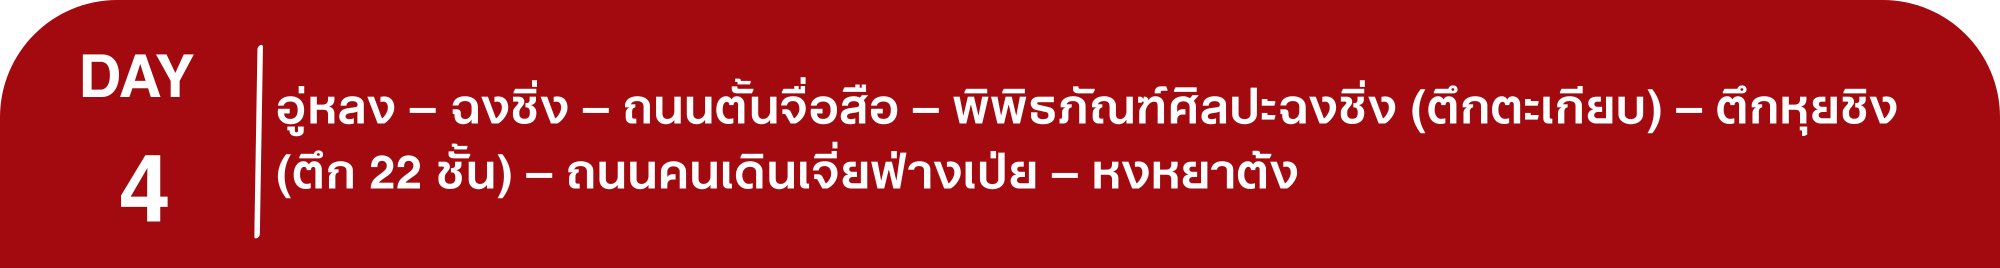 DAY
4
อู่หลง – ฉงชิ่ง – ถนนตั้นจื่อสือ – พิพิธภัณฑ์ศิลปะฉงชิ่ง (ตึกตะเกียบ) – ตึกหุยชิง
(ตึก 22 ชั้น) – ถนนคนเดินเจี่ยฟ่างเป่ย – หงหยาต้ง